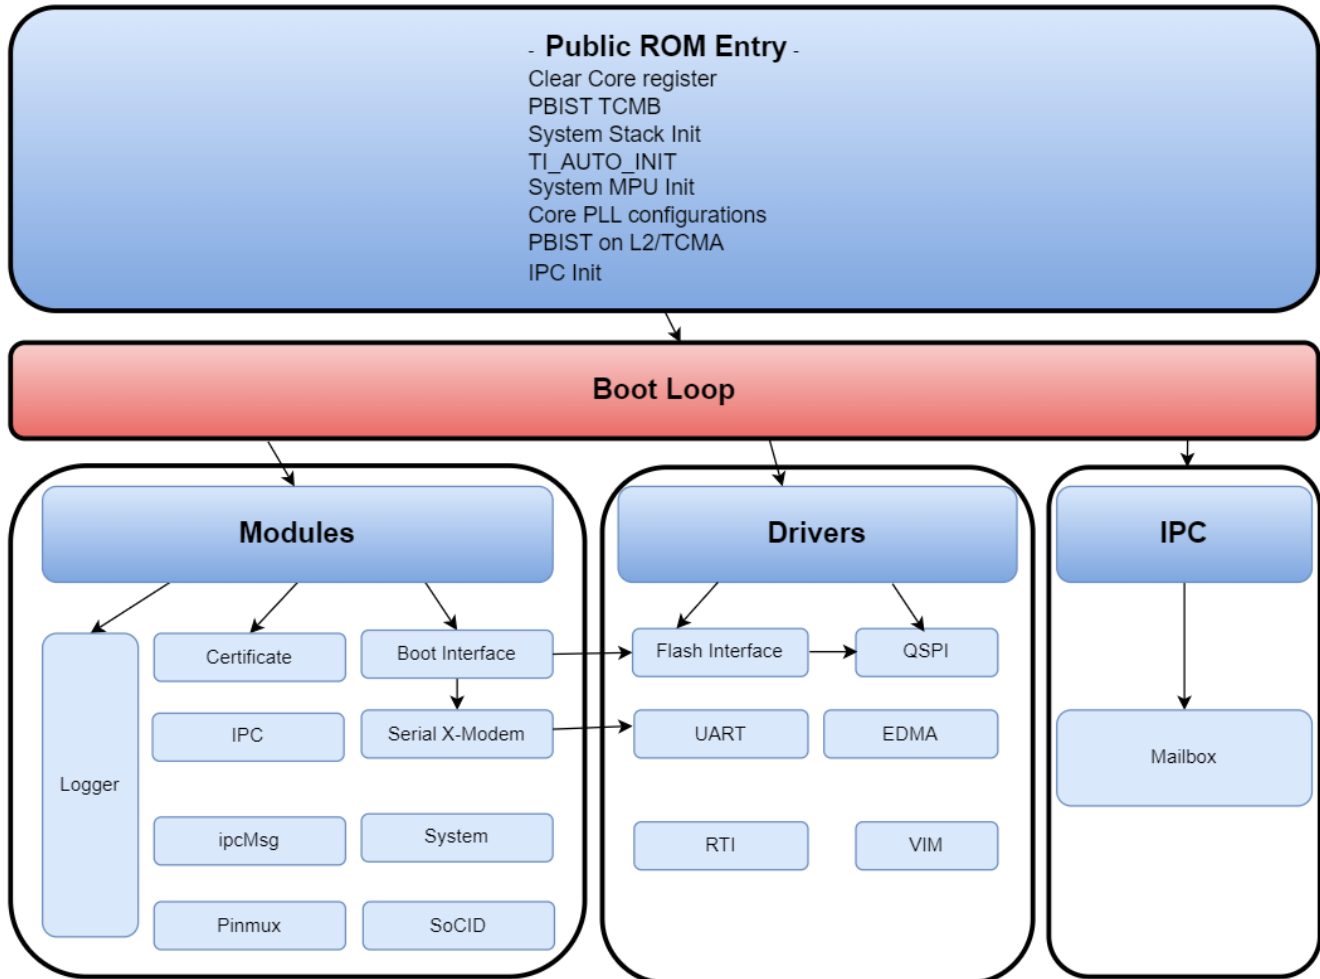 - Public ROM Entry -
Clear Core register
PBIST TCMB
System Stack Init
TI_AUTO_INIT
System MPU Init
Core PLL configurations
PBIST on L2/TCMA
IPC Init
Boot Loop
Modules
Drivers
IPC
Logger
Certificate
Boot Interface
IPC
Serial X-Modem
ipcMsg
System
Pinmux
SoCID
Flash Interface
QSPI
UART
EDMA
RTI
VIM
Mailbox